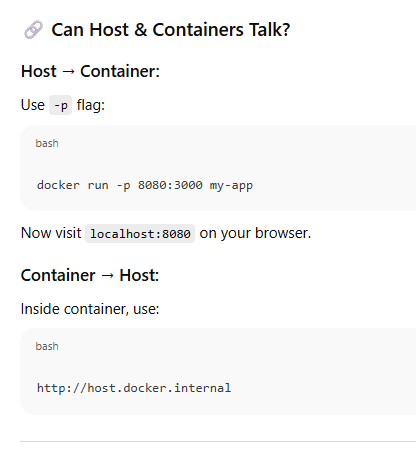 🔗 Can Host & Containers Talk?
Host → Container:
Use -p flag:
bash
docker run -p 8080:3000 my-app
Now visit localhost:8080 on your browser.
Container → Host:
Inside container, use:
bash
http://host.docker.internal